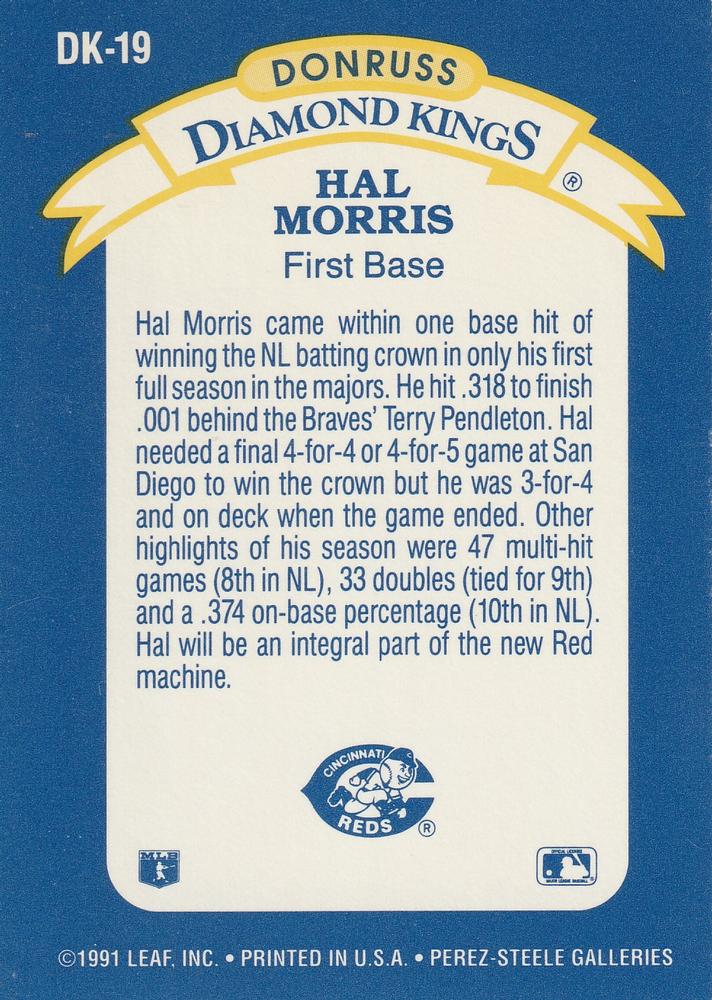 DK-19
DONRUSS
DIAMOND KINGS
®
HAL
MORRIS
First Base
Hal Morris came within one base hit of
winning the NL batting crown in only his first
full season in the majors. He hit .318 to finish
.001 behind the Braves' Terry Pendleton. Hal
needed a final 4-for-4 or 4-for-5 game at San
Diego to win the crown but he was 3-for-4
and on deck when the game ended. Other
highlights of his season were 47 multi-hit
games (8th in NL), 33 doubles (tied for 9th)
and a .374 on-base percentage (10th in NL).
Hal will be an integral part of the new Red
machine.
CINCINNATI
REDS
®
MLB
OFFICIAL LICENSEE
MAJOR LEAGUE BASEBALL
®
©1991 LEAF, INC. • PRINTED IN U.S.A. • PEREZ-STEELE GALLERIES